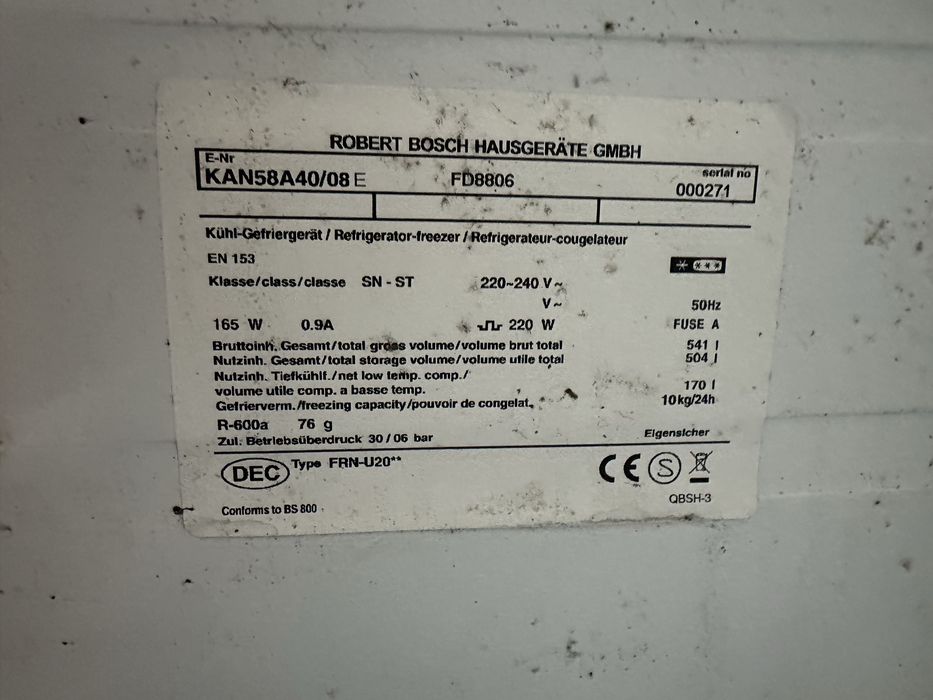 ROBERT BOSCH HAUSGERÄTE GMBH
E-Nr
KAN58A40/08 E FD8806 serial no 000271
Kühl-Gefriergerät / Refrigerator-freezer / Refrigerateur-cougelateur
EN 153
Klasse/class/classe SN - ST 220~240 V~
V~ 50Hz
165 W 0.9A 220 W FUSE A
Bruttoinh. Gesamt/total gross volume/volume brut total 541 l
Nutzinh. Gesamt/total storage volume/volume utile total 504 l
Nutzinh. Tiefkühlf./net low temp. comp./
volume utile comp. a basse temp. 170 l
Gefrierverm./freezing capacity/pouvoir de congelat. 10kg/24h
R-600a 76 g
Zul. Betriebsüberdruck 30/06 bar Eigensicher
DEC Type FRN-U20** CE S
QBSH-3
Conforms to BS 800